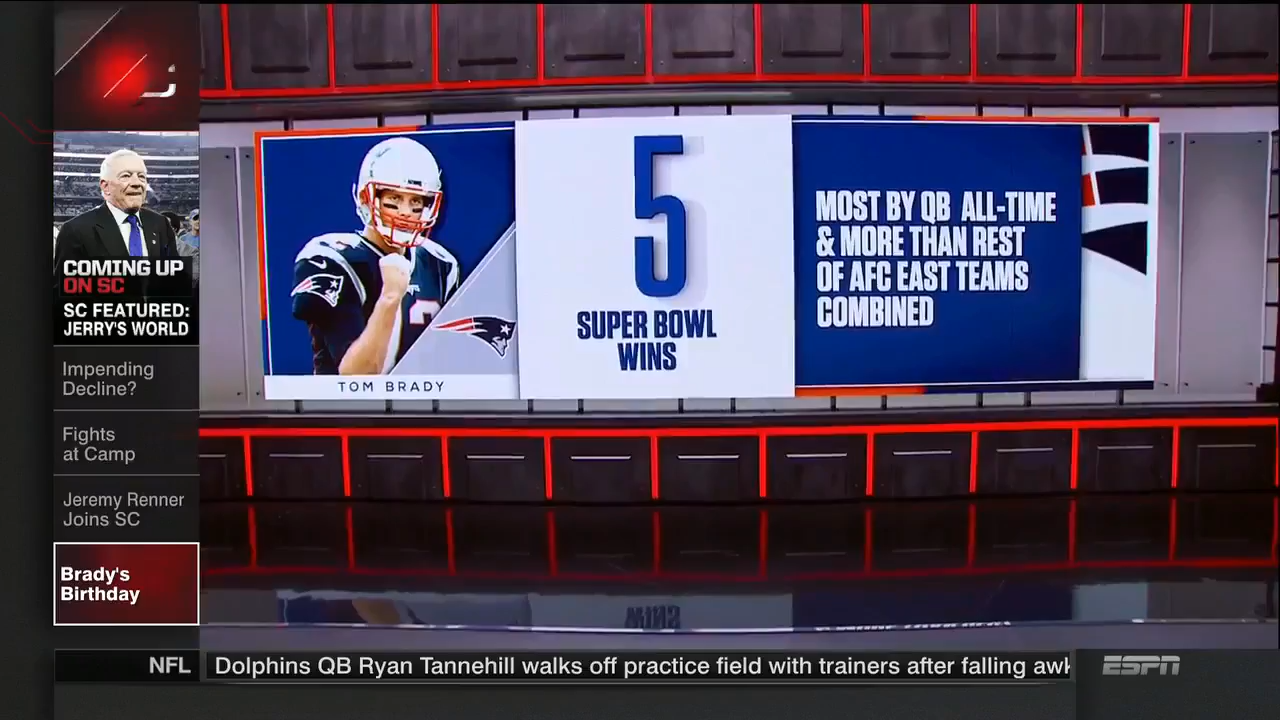 COMING UP
ON SC
SC FEATURED:
JERRY'S WORLD
Impending
Decline?
Fights
at Camp
Jeremy Renner
Joins SC
Brady's
Birthday
TOM BRADY
5
SUPER BOWL
WINS
MOST BY QB ALL-TIME
& MORE THAN REST
OF AFC EAST TEAMS
COMBINED
NFL
Dolphins QB Ryan Tannehill walks off practice field with trainers after falling awk
ESPN